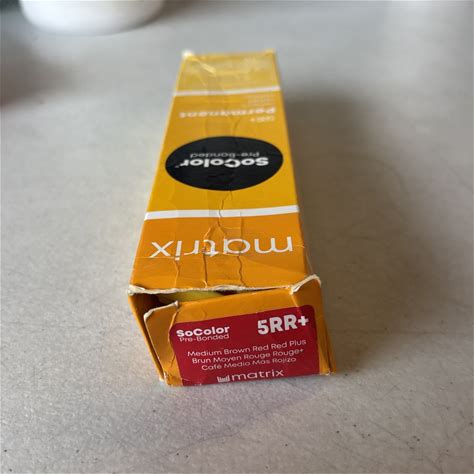 Permanent
SoColor
Pre-Bonded
matrix
SoColor
Pre-Bonded
5RR+
Medium Brown Red Red Plus
Brun Moyen Rouge Rouge+
Café Medio Más Rojizo
matrix